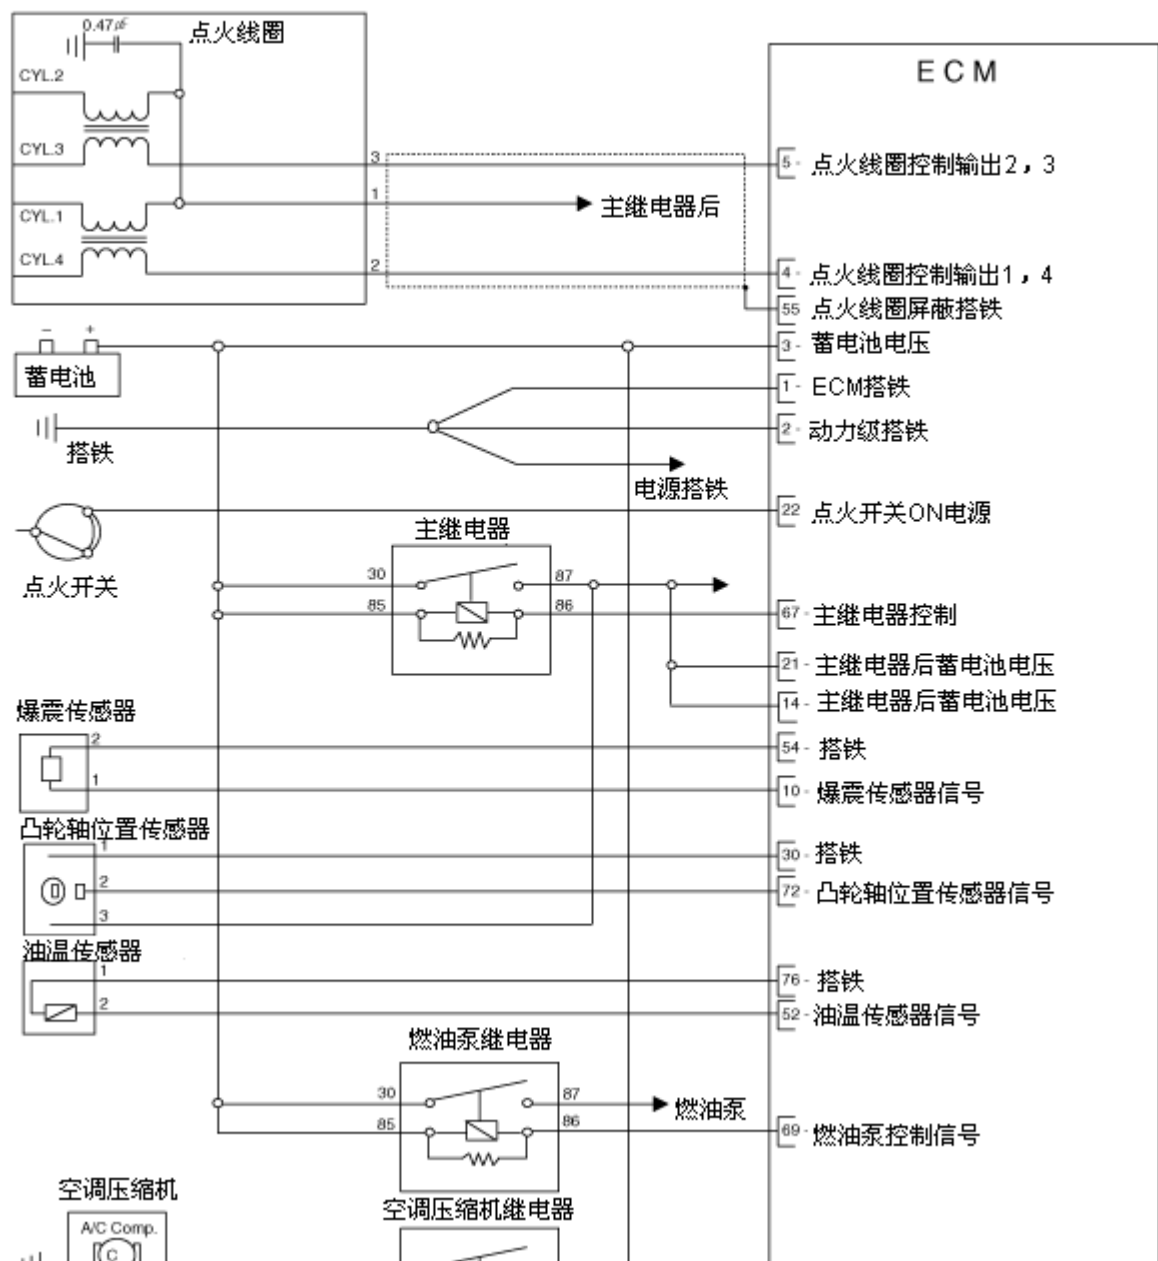 0.47㎌
点火线圈
ECM
CYL.2
CYL.3
3
5
点火线圈控制输出2，3
1
主继电器后
CYL.1
CYL.4
2
4
点火线圈控制输出1，4
55
点火线圈屏蔽搭铁
- +
3
蓄电池电压
蓄电池
1
ECM搭铁
2
动力级搭铁
搭铁
电源搭铁
22
点火开关ON电源
主继电器
点火开关
30
87
85
86
67
主继电器控制
21
主继电器后蓄电池电压
14
主继电器后蓄电池电压
爆震传感器
2
54
搭铁
1
10
爆震传感器信号
凸轮轴位置传感器
1
30
搭铁
2
72
凸轮轴位置传感器信号
3
油温传感器
1
76
搭铁
2
52
油温传感器信号
燃油泵继电器
30
87
燃油泵
85
86
69
燃油泵控制信号
空调压缩机
空调压缩机继电器
A/C Comp.
C